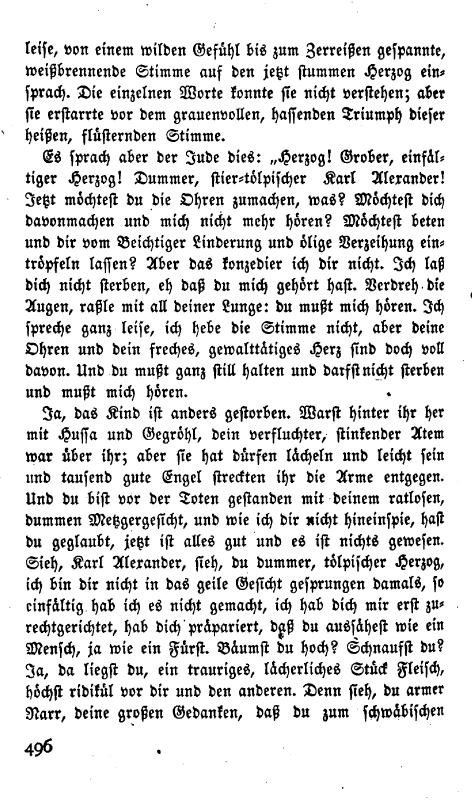 leise, von einem wilden Gefühl bis zum Zerreißen gespannte,
weißbrennende Stimme auf den jetzt stummen Herzog ein-
sprach. Die einzelnen Worte konnte sie nicht verstehen; aber
sie erstarrte vor dem grauenvollen, hassenden Triumph dieser
heißen, flüsternden Stimme.
Es sprach aber der Jude dies: „Herzog! Grober, einfäl-
tiger Herzog! Dummer, stier-tölpischer Karl Alexander!
Jetzt möchtest du die Ohren zumachen, was? Möchtest dich
davonmachen und mich nicht mehr hören? Möchtest beten
und dir vom Beichtiger Linderung und ölige Verzeihung ein-
tröpfeln lassen? Aber das konzedier ich dir nicht. Ich laß
dich nicht sterben, eh daß du mich gehört hast. Verdreh die
Augen, raßle mit all deiner Lunge: du mußt mich hören. Ich
spreche ganz leise, ich hebe die Stimme nicht, aber deine
Ohren und dein freches, gewalttätiges Herz sind doch voll
davon. Und du mußt ganz still halten und darfst nicht sterben
und mußt mich hören.
Ja, das Kind ist anders gestorben. Warst hinter ihr her
mit Hussa und Gegröhl, dein verfluchter, stinkender Atem
war über ihr; aber sie hat dürfen lächeln und leicht sein
und tausend gute Engel streckten ihr die Arme entgegen.
Und du bist vor der Toten gestanden mit deinem ratlosen,
dummen Metzgergesicht, und wie ich dir nicht hineinspie, hast
du geglaubt, jetzt ist alles gut und es ist nichts gewesen.
Sieh, Karl Alexander, sieh, du dummer, tölpischer Herzog,
ich bin dir nicht in das geile Gesicht gesprungen damals, so
einfältig hab ich es nicht gemacht, ich hab dich mir erst zu-
rechtgerichtet, hab dich präpariert, daß du aussähest wie ein
Mensch, ja wie ein Fürst. Bäumst du hoch? Schnaufst du?
Ja, da liegst du, ein trauriges, lächerliches Stück Fleisch,
höchst ridikül vor dir und den anderen. Denn sieh, du armer
Narr, deine großen Gedanken, daß du zum schwäbischen
496